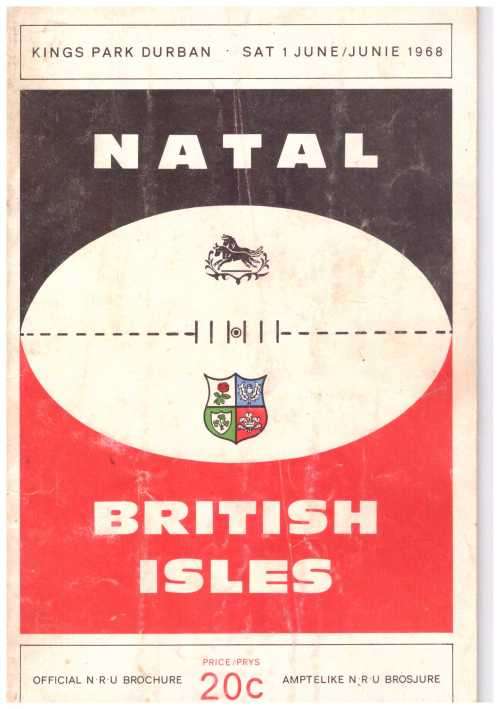 KINGS PARK DURBAN · SAT 1 JUNE/JUNIE 1968
NATAL
BRITISH
ISLES
PRICE/PRYS
OFFICIAL N·R·U BROCHURE 20c AMPTELIKE N·R·U BROSJURE